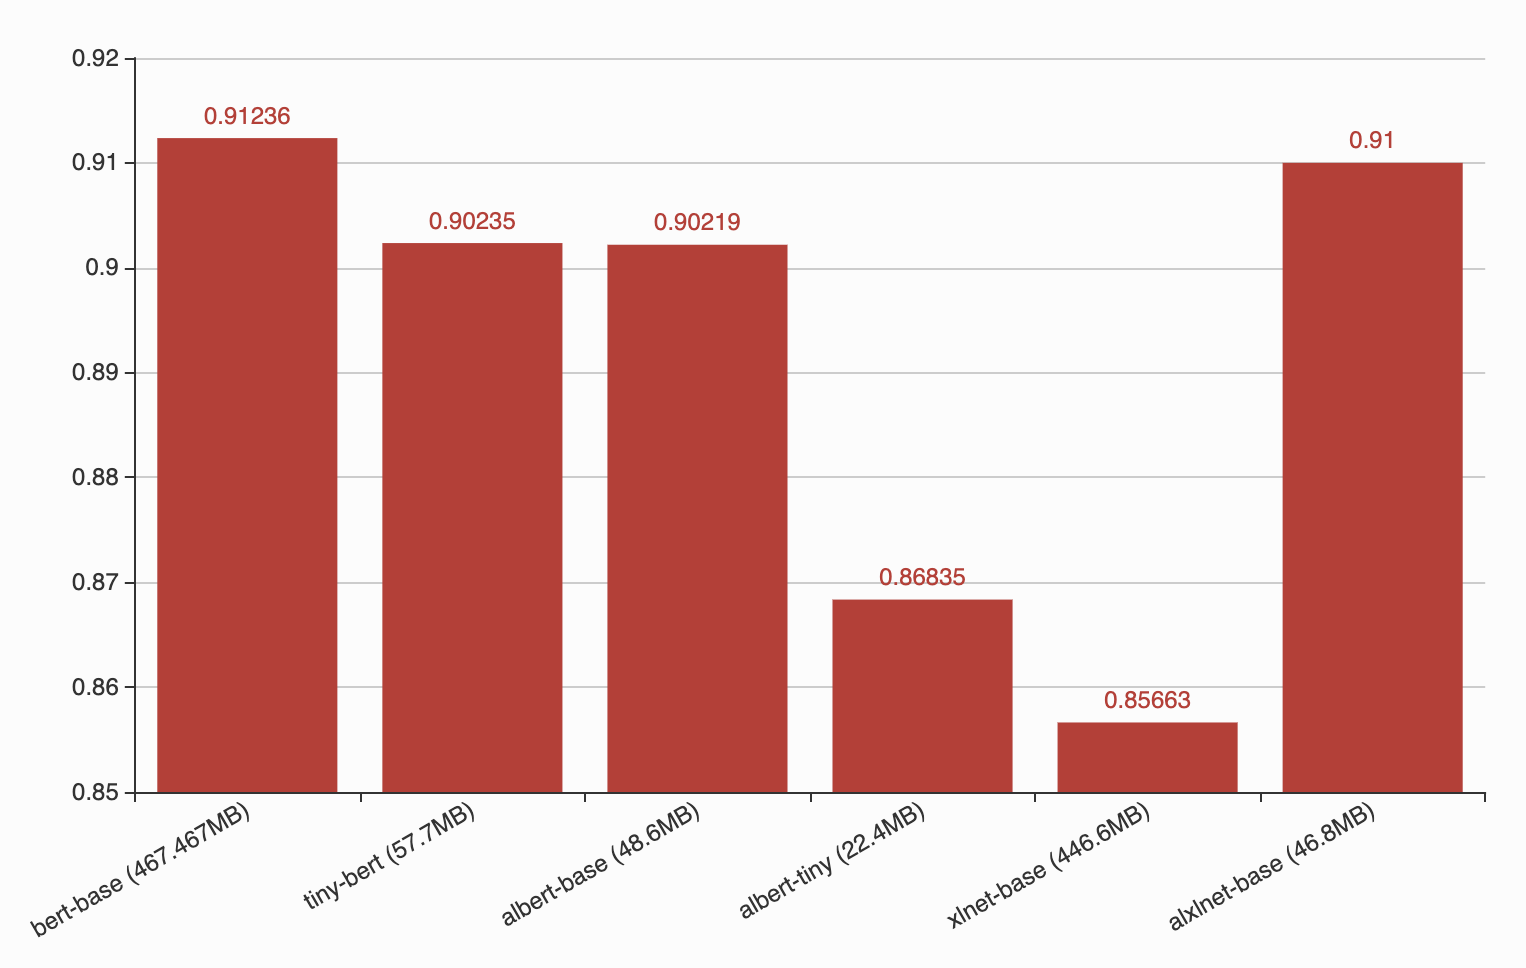 0.92
0.91
0.9
0.89
0.88
0.87
0.86
0.85
0.91236
0.90235
0.90219
0.86835
0.85663
0.91
bert-base (467.467MB)
tiny-bert (57.7MB)
albert-base (48.6MB)
albert-tiny (22.4MB)
xlnet-base (446.6MB)
alxlnet-base (46.8MB)